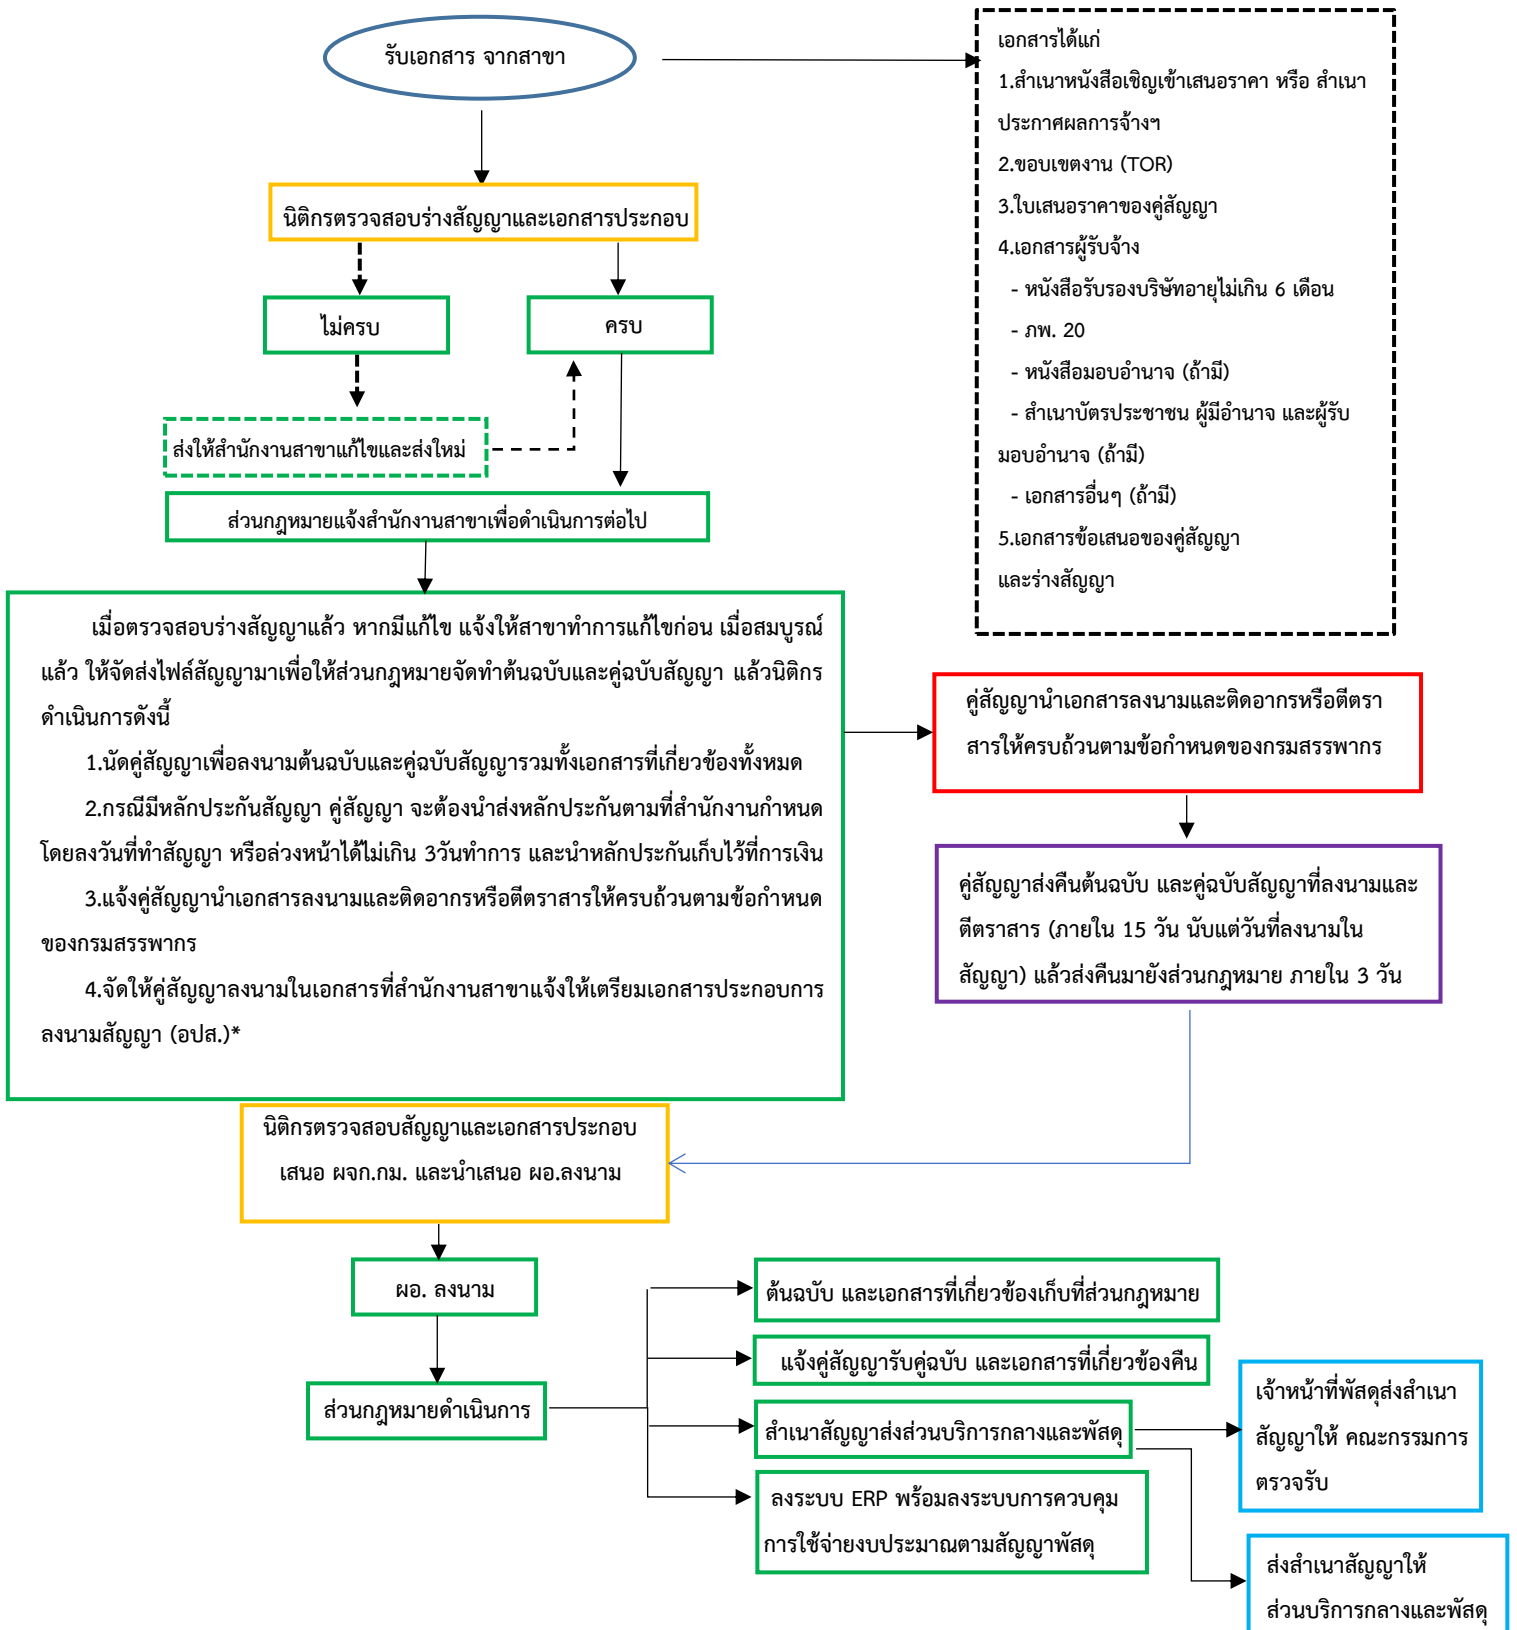 รับเอกสาร จากสาขา
เอกสารได้แก่
1.สำเนาหนังสือเชิญเข้าเสนอราคา หรือ สำเนา
ประกาศผลการจ้างฯ
2.ขอบเขตงาน (TOR)
3.ใบเสนอราคาของคู่สัญญา
4.เอกสารผู้รับจ้าง
- หนังสือรับรองบริษัทอายุไม่เกิน 6 เดือน
- ภพ. 20
- หนังสือมอบอำนาจ (ถ้ามี)
- สำเนาบัตรประชาชน ผู้มีอำนาจ และผู้รับ
มอบอำนาจ (ถ้ามี)
- เอกสารอื่นๆ (ถ้ามี)
5.เอกสารข้อเสนอของคู่สัญญา
และร่างสัญญา
นิติกรตรวจสอบร่างสัญญาและเอกสารประกอบ
ไม่ครบ
ครบ
ส่งให้สำนักงานสาขาแก้ไขและส่งใหม่
ส่วนกฎหมายแจ้งสำนักงานสาขาเพื่อดำเนินการต่อไป
เมื่อตรวจสอบร่างสัญญาแล้ว หากมีแก้ไข แจ้งให้สาขาทำการแก้ไขก่อน เมื่อสมบูรณ์
แล้ว ให้จัดส่งไฟล์สัญญามาเพื่อให้ส่วนกฎหมายจัดทำต้นฉบับและคู่ฉบับสัญญา แล้วนิติกร
ดำเนินการดังนี้
1.นัดคู่สัญญาเพื่อลงนามต้นฉบับและคู่ฉบับสัญญารวมทั้งเอกสารที่เกี่ยวข้องทั้งหมด
2.กรณีมีหลักประกันสัญญา คู่สัญญา จะต้องนำส่งหลักประกันตามที่สำนักงานกำหนด
โดยลงวันที่ทำสัญญา หรือล่วงหน้าได้ไม่เกิน 3วันทำการ และนำหลักประกันเก็บไว้ที่การเงิน
3.แจ้งคู่สัญญานำเอกสารลงนามและติดอากรหรือตีตราสารให้ครบถ้วนตามข้อกำหนด
ของกรมสรรพากร
4.จัดให้คู่สัญญาลงนามในเอกสารที่สำนักงานสาขาแจ้งให้เตรียมเอกสารประกอบการ
ลงนามสัญญา (อปส.)*
คู่สัญญานำเอกสารลงนามและติดอากรหรือตีตรา
สารให้ครบถ้วนตามข้อกำหนดของกรมสรรพากร
คู่สัญญาส่งคืนต้นฉบับ และคู่ฉบับสัญญาที่ลงนามและ
ตีตราสาร (ภายใน 15 วัน นับแต่วันที่ลงนามใน
สัญญา) แล้วส่งคืนมายังส่วนกฎหมาย ภายใน 3 วัน
นิติกรตรวจสอบสัญญาและเอกสารประกอบ
เสนอ ผจก.กม. และนำเสนอ ผอ.ลงนาม
ผอ. ลงนาม
ส่วนกฎหมายดำเนินการ
ต้นฉบับ และเอกสารที่เกี่ยวข้องเก็บที่ส่วนกฎหมาย
แจ้งคู่สัญญารับคู่ฉบับ และเอกสารที่เกี่ยวข้องคืน
สำเนาสัญญาส่งส่วนบริการกลางและพัสดุ
ลงระบบ ERP พร้อมลงระบบการควบคุม
การใช้จ่ายงบประมาณตามสัญญาพัสดุ
เจ้าหน้าที่พัสดุส่งสำเนา
สัญญาให้ คณะกรรมการ
ตรวจรับ
ส่งสำเนาสัญญาให้
ส่วนบริการกลางและพัสดุ